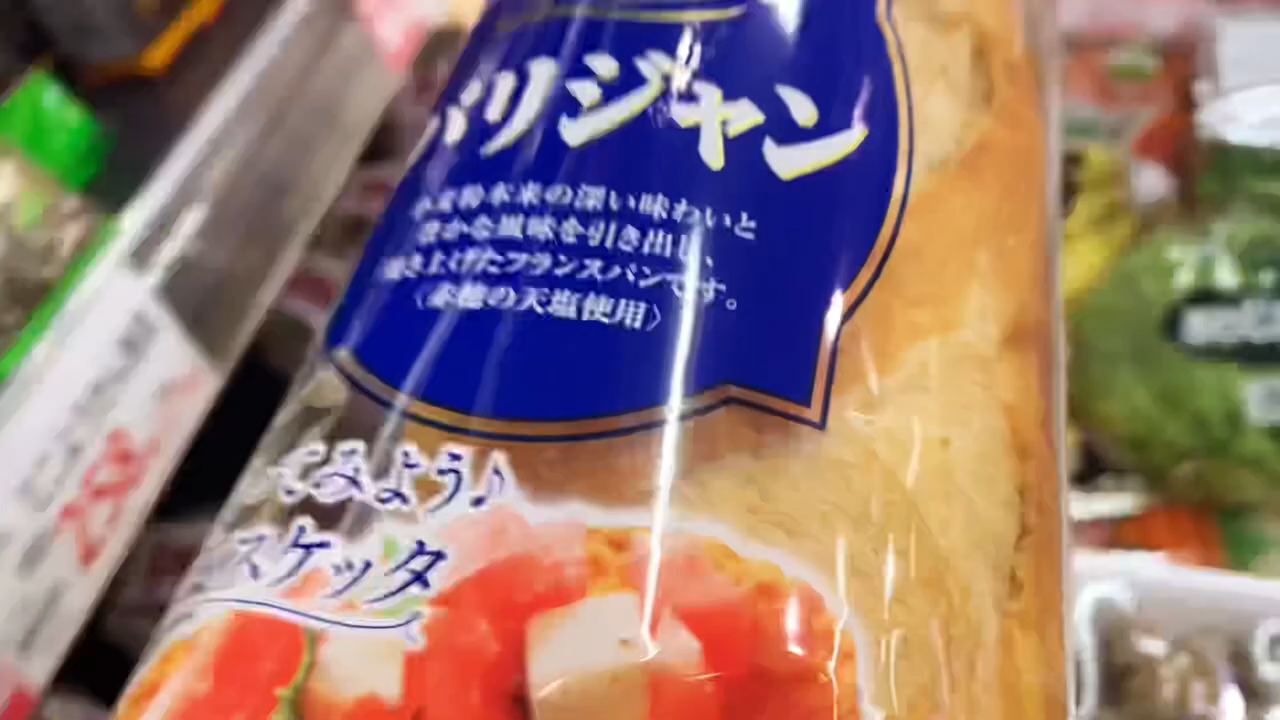 パリジャン
小麦粉本来の深い味わいと
豊かな風味を引き出し、
焼き上げたフランスパンです。
〈赤穂の天塩使用〉
てみよう♪
スケッタ